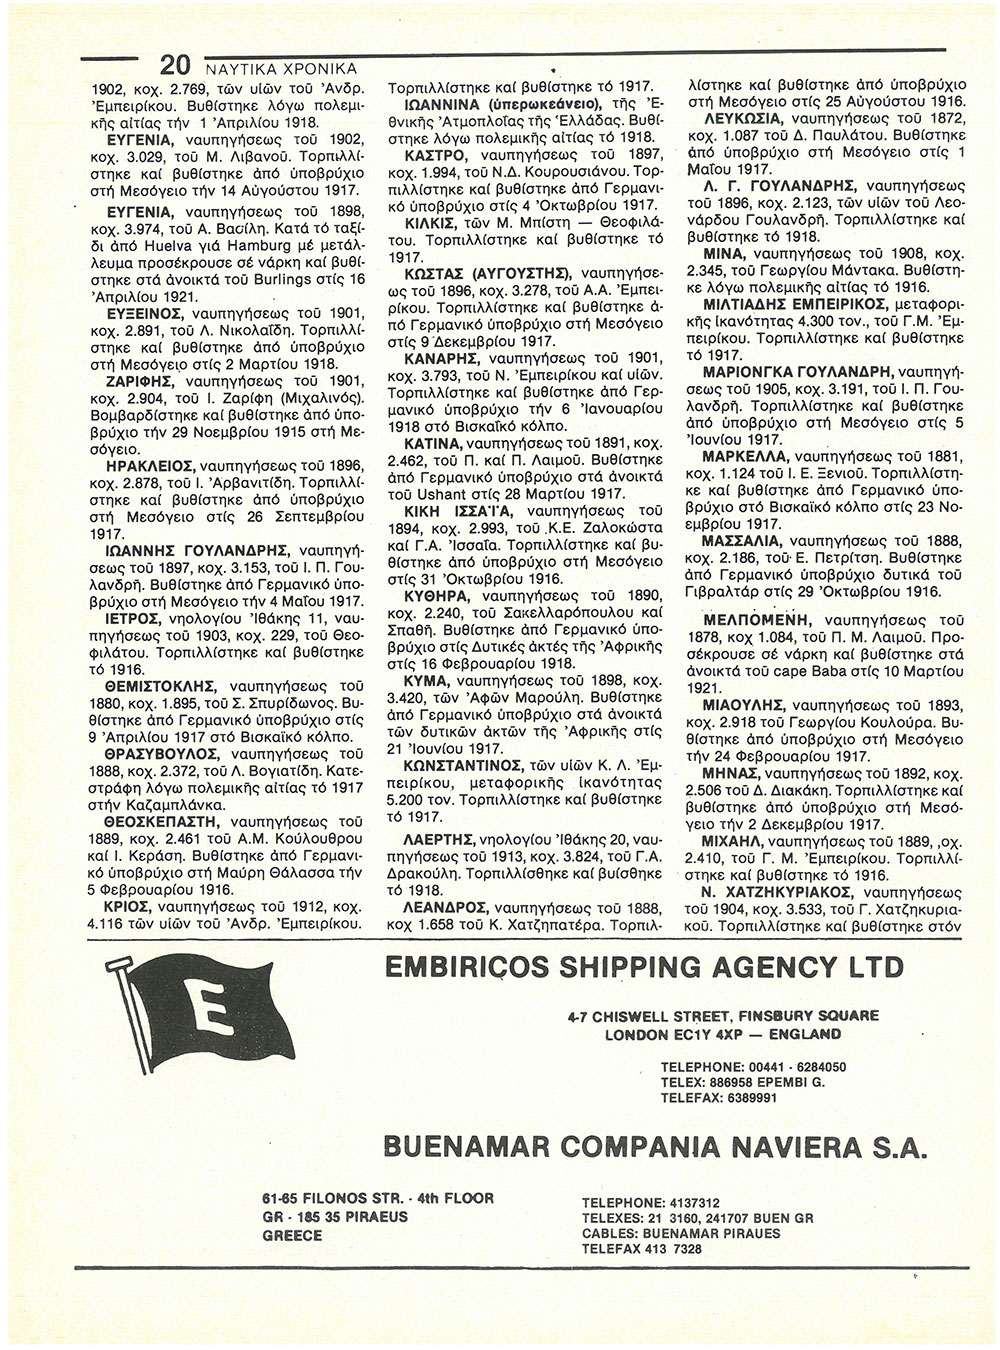 20 ΝΑΥΤΙΚΑ ΧΡΟΝΙΚΑ
1902, κοχ. 2.769, τῶν υἱῶν τοῦ ᾿Ανδρ.
᾿Εμπειρίκου. Βυθίστηκε λόγω πολεμι-
κῆς αἰτίας τήν 1 ᾿Απριλίου 1918.
ΕΥΓΕΝΙΑ, ναυπηγήσεως τοῦ 1902,
κοχ. 3.029, τοῦ Μ. Λιβανοῦ. Τορπιλλί-
στηκε καί βυθίστηκε ἀπό ὑποβρύχιο
στή Μεσόγειο τήν 14 Αὐγούστου 1917.
ΕΥΓΕΝΙΑ, ναυπηγήσεως τοῦ 1898,
κοχ. 3.974, τοῦ Α. Βασίλη. Κατά τό ταξί-
δι ἀπό Huelva γιά Hamburg μέ μετάλ-
λευμα προσέκρουσε σέ νάρκη καί βυθί-
στηκε στά ἀνοικτά τοῦ Burlings στίς 16
᾿Απριλίου 1921.
ΕΥΞΕΙΝΟΣ, ναυπηγήσεως τοῦ 1901,
κοχ. 2.891, τοῦ Λ. Νικολαΐδη. Τορπιλλί-
στηκε καί βυθίστηκε ἀπό ὑποβρύχιο
στή Μεσόγειο στίς 2 Μαρτίου 1918.
ΖΑΡΙΦΗΣ, ναυπηγήσεως τοῦ 1901,
κοχ. 2.904, τοῦ Ι. Ζαρίφη (Μιχαλινός).
Βομβαρδίστηκε καί βυθίστηκε ἀπό ὑπο-
βρύχιο τήν 29 Νοεμβρίου 1915 στή Με-
σόγειο.
ΗΡΑΚΛΕΙΟΣ, ναυπηγήσεως τοῦ 1896,
κοχ. 2.878, τοῦ Ι. ᾿Αρβανιτίδη. Τορπιλλί-
στηκε καί βυθίστηκε ἀπό ὑποβρύχιο
στή Μεσόγειο στίς 26 Σεπτεμβρίου
1917.
ΙΩΑΝΝΗΣ ΓΟΥΛΑΝΔΡΗΣ, ναυπηγή-
σεως τοῦ 1897, κοχ. 3.153, τοῦ Ι. Π. Γου-
λανδρῆ. Βυθίστηκε ἀπό Γερμανικό ὑπο-
βρύχιο στή Μεσόγειο τήν 4 Μαΐου 1917.
ΙΕΤΡΟΣ, νηολογίου ᾿Ιθάκης 11, ναυ-
πηγήσεως τοῦ 1903, κοχ. 229, τοῦ Θεο-
φιλάτου. Τορπιλλίστηκε καί βυθίστηκε
τό 1916.
ΘΕΜΙΣΤΟΚΛΗΣ, ναυπηγήσεως τοῦ
1880, κοχ. 1.895, τοῦ Σ. Σπυρίδωνος. Βυ-
θίστηκε ἀπό Γερμανικό ὑποβρύχιο στίς
9 ᾿Απριλίου 1917 στό Βισκαϊκό κόλπο.
ΘΡΑΣΥΒΟΥΛΟΣ, ναυπηγήσεως τοῦ
1888, κοχ. 2.372, τοῦ Λ. Βογιατίδη. Κατε-
στράφη λόγω πολεμικῆς αἰτίας τό 1917
στήν Καζαμπλάνκα.
ΘΕΟΣΚΕΠΑΣΤΗ, ναυπηγήσεως τοῦ
1889, κοχ. 2.461 τοῦ Α.Μ. Κούλουθρου
καί Ι. Κεράση. Βυθίστηκε ἀπό Γερμανι-
κό ὑποβρύχιο στή Μαύρη Θάλασσα τήν
5 Φεβρουαρίου 1916.
ΚΡΙΟΣ, ναυπηγήσεως τοῦ 1912, κοχ.
4.116 τῶν υἱῶν τοῦ ᾿Ανδρ. ᾿Εμπειρίκου.
Τορπιλλίστηκε καί βυθίστηκε τό 1917.
ΙΩΑΝΝΙΝΑ (ὑπερωκεάνειο), τῆς ᾿Ε-
θνικῆς ᾿Ατμοπλοΐας τῆς ῾Ελλάδας. Βυθί-
στηκε λόγω πολεμικῆς αἰτίας τό 1918.
ΚΑΣΤΡΟ, ναυπηγήσεως τοῦ 1897,
κοχ. 1.994, τοῦ Ν.Δ. Κουρουσιάνου. Τορ-
πιλλίστηκε καί βυθίστηκε ἀπό Γερμανι-
κό ὑποβρύχιο στίς 4 ᾿Οκτωβρίου 1917.
ΚΙΛΚΙΣ, τῶν Μ. Μπίστη — Θεοφιλά-
του. Τορπιλλίστηκε καί βυθίστηκε τό
1917.
ΚΩΣΤΑΣ (ΑΥΓΟΥΣΤΗΣ), ναυπηγήσε-
ως τοῦ 1896, κοχ. 3.278, τοῦ Α.Α. ᾿Εμπει-
ρίκου. Τορπιλλίστηκε καί βυθίστηκε ἀ-
πό Γερμανικό ὑποβρύχιο στή Μεσόγειο
στίς 9 Δεκεμβρίου 1917.
ΚΑΝΑΡΗΣ, ναυπηγήσεως τοῦ 1901,
κοχ. 3.793, τοῦ Ν. ᾿Εμπειρίκου καί υἱῶν.
Τορπιλλίστηκε καί βυθίστηκε ἀπό Γερ-
μανικό ὑποβρύχιο τήν 6 ᾿Ιανουαρίου
1918 στό Βισκαϊκό κόλπο.
ΚΑΤΙΝΑ, ναυπηγήσεως τοῦ 1891, κοχ.
2.462, τοῦ Π. καί Π. Λαιμοῦ. Βυθίστηκε
ἀπό Γερμανικό ὑποβρύχιο στά ἀνοικτά
τοῦ Ushant στίς 28 Μαρτίου 1917.
ΚΙΚΗ ΙΣΣΑ·Ι΄Α, ναυπηγήσεως τοῦ
1894, κοχ. 2.993, τοῦ Κ.Ε. Ζαλοκώστα
καί Γ.Α. ᾿Ισσαΐα. Τορπιλλίστηκε καί βυ-
θίστηκε ἀπό ὑποβρύχιο στή Μεσόγειο
στίς 31 ᾿Οκτωβρίου 1916.
ΚΥΘΗΡΑ, ναυπηγήσεως τοῦ 1890,
κοχ. 2.240, τοῦ Σακελλαρόπουλου καί
Σπαθῆ. Βυθίστηκε ἀπό Γερμανικό ὑπο-
βρύχιο στίς Δυτικές ἀκτές τῆς ᾿Αφρικῆς
στίς 16 Φεβρουαρίου 1918.
ΚΥΜΑ, ναυπηγήσεως τοῦ 1898, κοχ.
3.420, τῶν ᾿Αφῶν Μαρούλη. Βυθίστηκε
ἀπό Γερμανικό ὑποβρύχιο στά ἀνοικτά
τῶν δυτικῶν ἀκτῶν τῆς ᾿Αφρικῆς στίς
21 ᾿Ιουνίου 1917.
ΚΩΝΣΤΑΝΤΙΝΟΣ, τῶν υἱῶν Κ. Λ. ᾿Εμ-
πειρίκου, μεταφορικῆς ἱκανότητας
5.200 τον. Τορπιλλίστηκε καί βυθίστηκε
τό 1917.
ΛΑΕΡΤΗΣ, νηολογίου ᾿Ιθάκης 20, ναυ-
πηγήσεως τοῦ 1913, κοχ. 3.824, τοῦ Γ.Α.
Δρακούλη. Τορπιλλίσθηκε καί βυίσθηκε
τό 1918.
ΛΕΑΝΔΡΟΣ, ναυπηγήσεως τοῦ 1888,
κοχ 1.658 τοῦ Κ. Χατζηπατέρα. Τορπιλ-
λίστηκε καί βυθίστηκε ἀπό ὑποβρύχιο
στή Μεσόγειο στίς 25 Αὐγούστου 1916.
ΛΕΥΚΩΣΙΑ, ναυπηγήσεως τοῦ 1872,
κοχ. 1.087 τοῦ Δ. Παυλάτου. Βυθίστηκε
ἀπό ὑποβρύχιο στή Μεσόγειο στίς 1
Μαΐου 1917.
Λ. Γ. ΓΟΥΛΑΝΔΡΗΣ, ναυπηγήσεως
τοῦ 1896, κοχ. 2.123, τῶν υἱῶν τοῦ Λεο-
νάρδου Γουλανδρῆ. Τορπιλλίστηκε καί
βυθίστηκε τό 1918.
ΜΙΝΑ, ναυπηγήσεως τοῦ 1908, κοχ.
2.345, τοῦ Γεωργίου Μάντακα. Βυθίστη-
κε λόγω πολεμικῆς αἰτίας τό 1916.
ΜΙΛΤΙΑΔΗΣ ΕΜΠΕΙΡΙΚΟΣ, μεταφορι-
κῆς ἱκανότητας 4.300 τον., τοῦ Γ.Μ. ᾿Εμ-
πειρίκου. Τορπιλλίστηκε καί βυθίστηκε
τό 1917.
ΜΑΡΙΟΝΓΚΑ ΓΟΥΛΑΝΔΡΗ, ναυπηγή-
σεως τοῦ 1905, κοχ. 3.191, τοῦ Ι. Π. Γου-
λανδρῆ. Τορπιλλίστηκε καί βυθίστηκε
ἀπό ὑποβρύχιο στή Μεσόγειο στίς 5
᾿Ιουνίου 1917.
ΜΑΡΚΕΛΛΑ, ναυπηγήσεως τοῦ 1881,
κοχ. 1.124 τοῦ Ι. Ε. Ξενιοῦ. Τορπιλλίστη-
κε καί βυθίστηκε ἀπό Γερμανικό ὑπο-
βρύχιο στό Βισκαϊκό κόλπο στίς 23 Νο-
εμβρίου 1917.
ΜΑΣΣΑΛΙΑ, ναυπηγήσεως τοῦ 1888,
κοχ. 2.186, τοῦ Ε. Πετρίτση. Βυθίστηκε
ἀπό Γερμανικό ὑποβρύχιο δυτικά τοῦ
Γιβραλτάρ στίς 29 ᾿Οκτωβρίου 1916.
ΜΕΛΠΟΜΕΝΗ, ναυπηγήσεως τοῦ
1878, κοχ 1.084, τοῦ Π. Μ. Λαιμοῦ. Προ-
σέκρουσε σέ νάρκη καί βυθίστηκε στά
ἀνοικτά τοῦ cape Baba στίς 10 Μαρτίου
1921.
ΜΙΑΟΥΛΗΣ, ναυπηγήσεως τοῦ 1893,
κοχ. 2.918 τοῦ Γεωργίου Κουλούρα. Βυ-
θίστηκε ἀπό ὑποβρύχιο στή Μεσόγειο
τήν 24 Φεβρουαρίου 1917.
ΜΗΝΑΣ, ναυπηγήσεως τοῦ 1892, κοχ.
2.506 τοῦ Δ. Διακάκη. Τορπιλλίστηκε καί
βυθίστηκε ἀπό ὑποβρύχιο στή Μεσό-
γειο τήν 2 Δεκεμβρίου 1917.
ΜΙΧΑΗΛ, ναυπηγήσεως τοῦ 1889, οχ.
2.410, τοῦ Γ. Μ. ᾿Εμπειρίκου. Τορπιλλί-
στηκε καί βυθίστηκε τό 1916.
Ν. ΧΑΤΖΗΚΥΡΙΑΚΟΣ, ναυπηγήσεως
τοῦ 1904, κοχ. 3.533, τοῦ Γ. Χατζηκυρια-
κοῦ. Τορπιλλίστηκε καί βυθίστηκε στόν
E
EMBIRICOS SHIPPING AGENCY LTD
4-7 CHISWELL STREET, FINSBURY SQUARE
LONDON EC1Y 4XP — ENGLAND
TELEPHONE: 00441 - 6284050
TELEX: 886958 EPEMBI G.
TELEFAX: 6389991
BUENAMAR COMPANIA NAVIERA S.A.
61-65 FILONOS STR. - 4th FLOOR
GR - 185 35 PIRAEUS
GREECE
TELEPHONE: 4137312
TELEXES: 21 3160, 241707 BUEN GR
CABLES: BUENAMAR PIRAUES
TELEFAX 413 7328